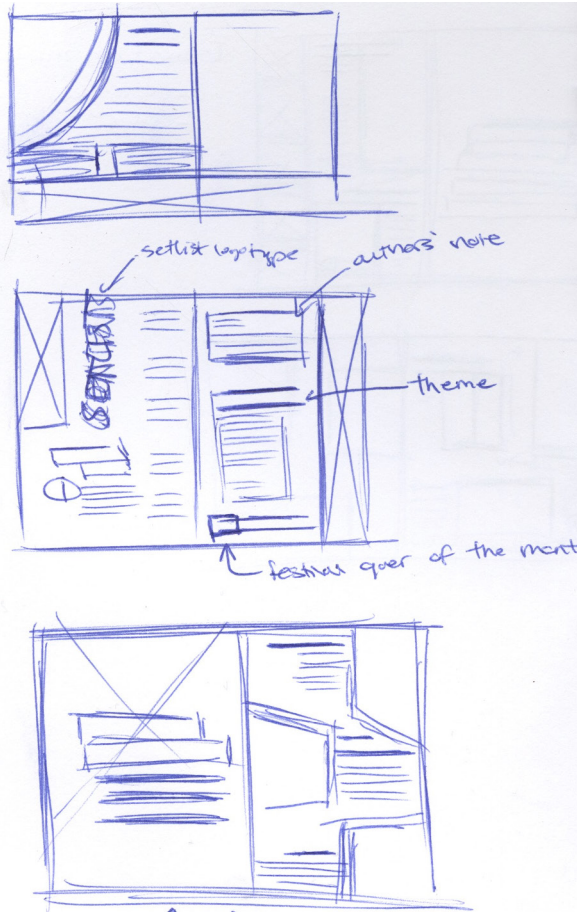 setlist logotype
authors' note
theme
festival goer of the mont